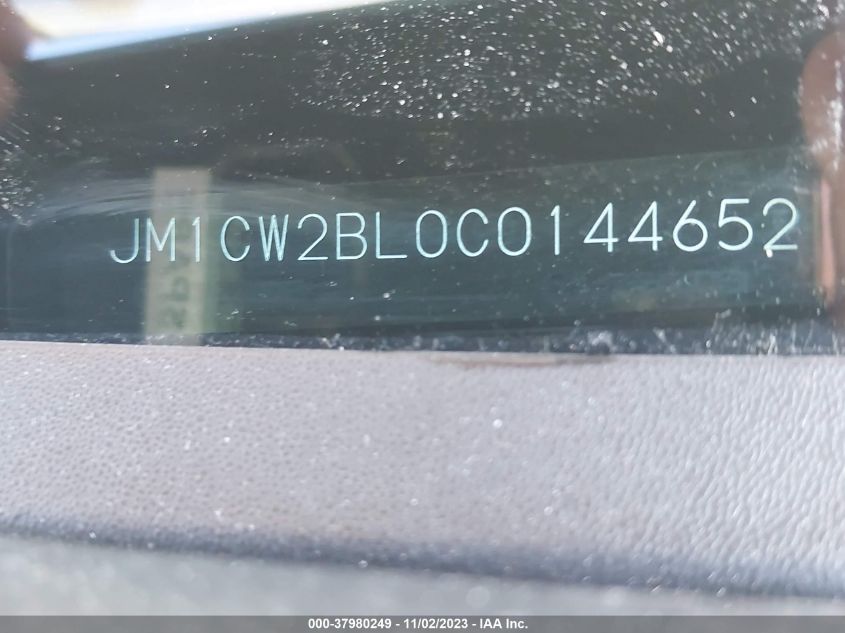 JM1CW2BL0C0144652
000-37980249 - 11/02/2023 - IAA Inc.